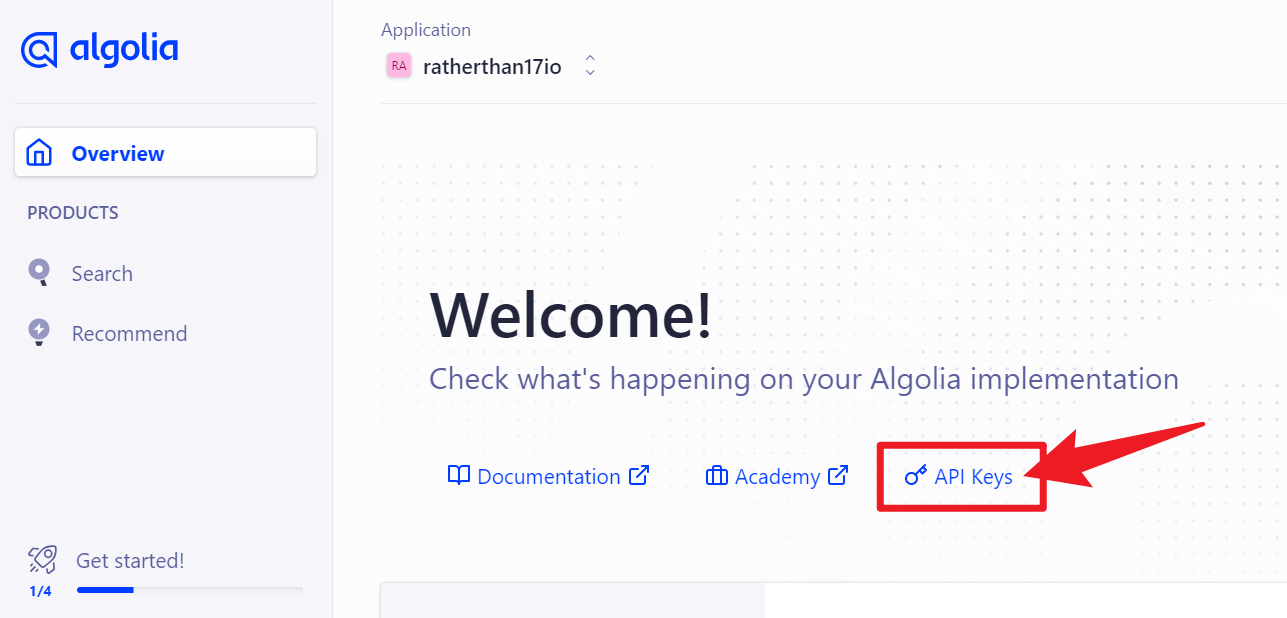 algolia
Overview
PRODUCTS
Search
Recommend
Get started!
1/4
Application
RA ratherthan17io
Welcome!
Check what's happening on your Algolia implementation
Documentation Academy API Keys